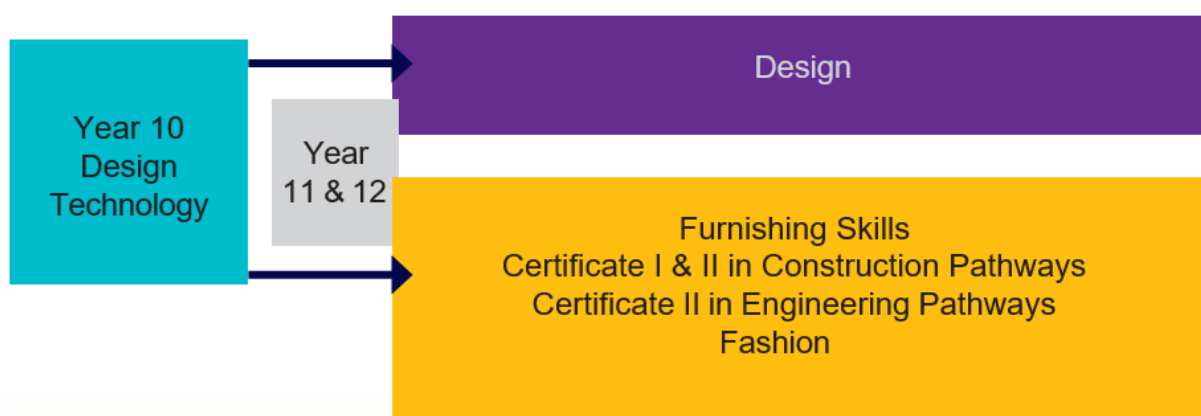 Year 10
Design
Technology
Year
11 & 12
Design
Furnishing Skills
Certificate I & II in Construction Pathways
Certificate II in Engineering Pathways
Fashion